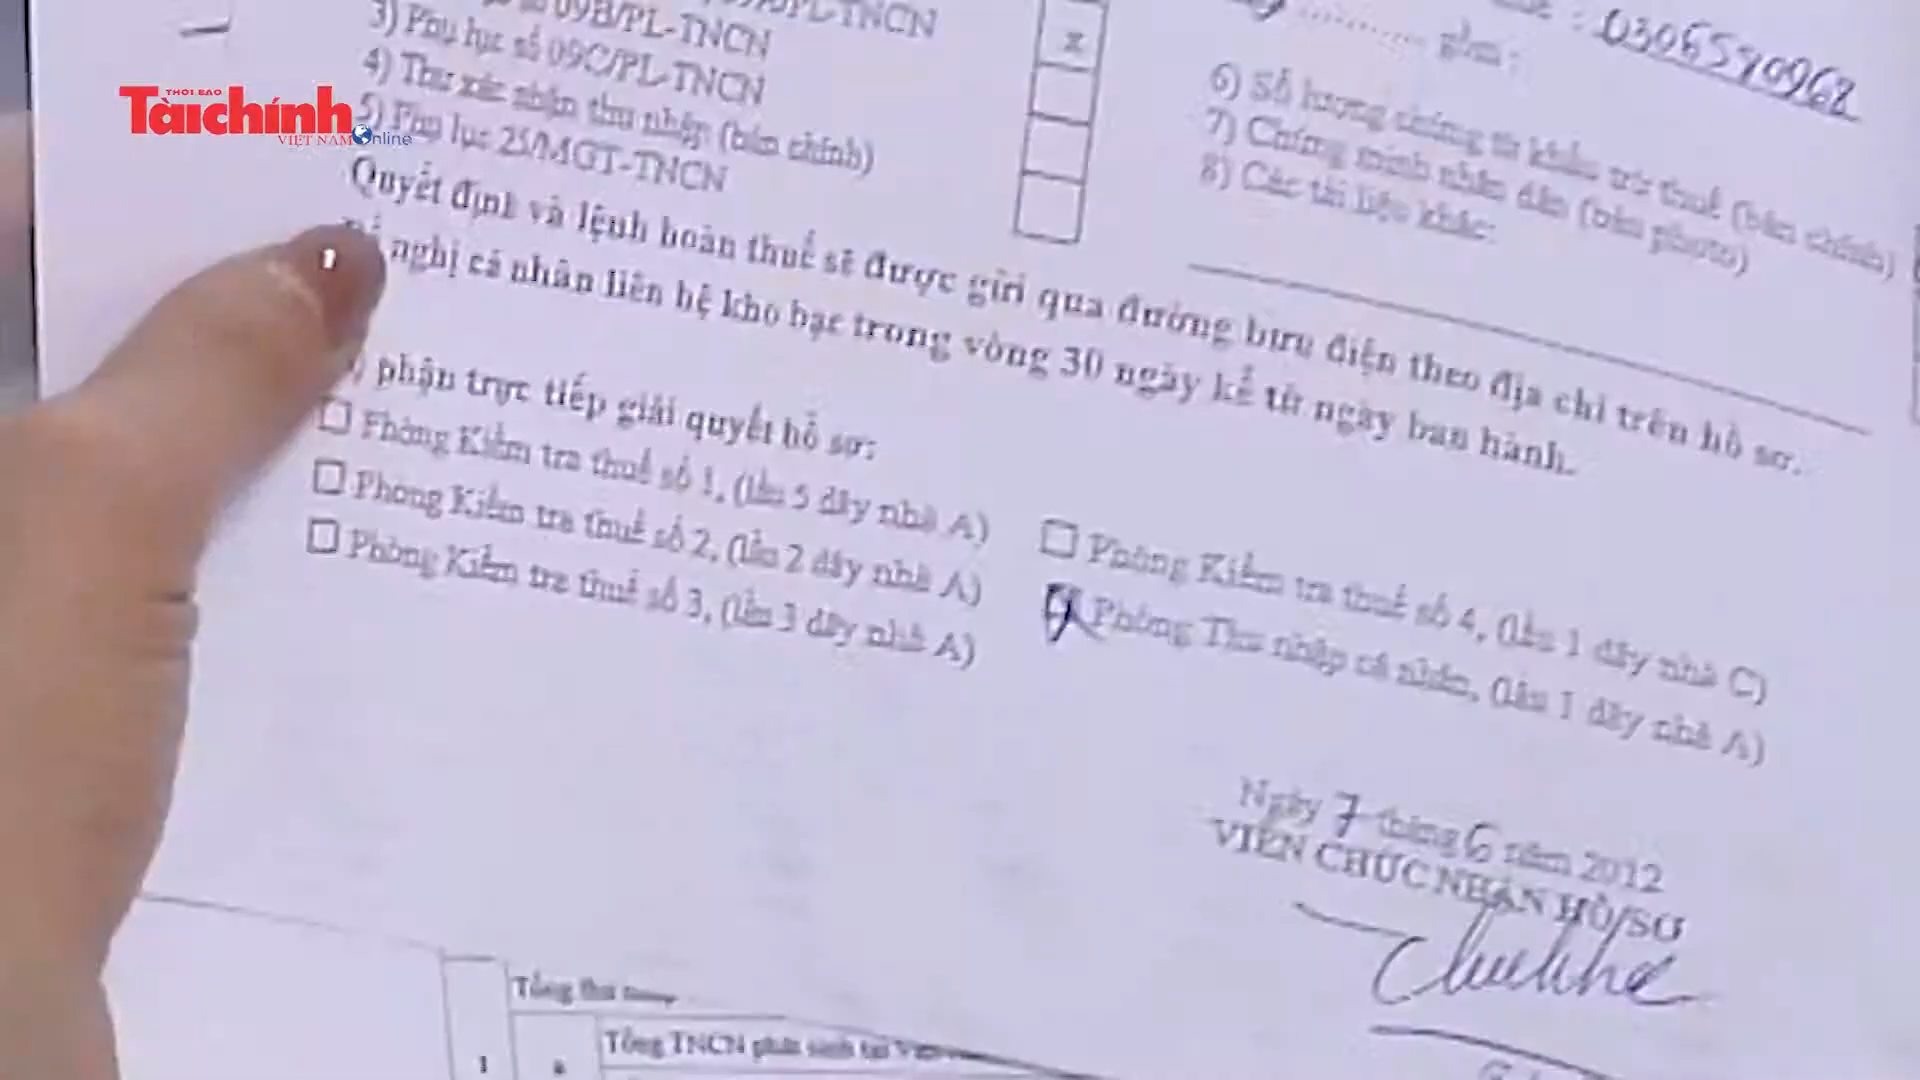 THỜI BÁO
Tàichính
VIỆT NAM Online
09B/PL-TNCN
3) Phụ lục số 09C/PL-TNCN
4) Thư xác nhận thu nhập (bản chính)
5) Phụ lục 25/MGT-TNCN
x
gồm :
6) Số lượng chứng từ khấu trừ thuế (bản chính)
7) Chứng minh nhân dân (bản photo)
8) Các tài liệu khác:
Quyết định và lệnh hoàn thuế sẽ được gửi qua đường bưu điện theo địa chỉ trên hồ sơ.
nghị cá nhân liên hệ kho bạc trong vòng 30 ngày kể từ ngày ban hành.
phận trực tiếp giải quyết hồ sơ:
Phòng Kiểm tra thuế số 1, (lầu 5 dãy nhà A)
Phòng Kiểm tra thuế số 2, (lầu 2 dãy nhà A)
Phòng Kiểm tra thuế số 3, (lầu 3 dãy nhà A)
Phòng Kiểm tra thuế số 4, (lầu 1 dãy nhà C)
Phòng Thu nhập cá nhân, (lầu 1 dãy nhà A)
Ngày 7 tháng 6 năm 2012
VIÊN CHỨC NHẬN HỒ SƠ
Tổng thu
1
a
Tổng TNCN phát sinh tại